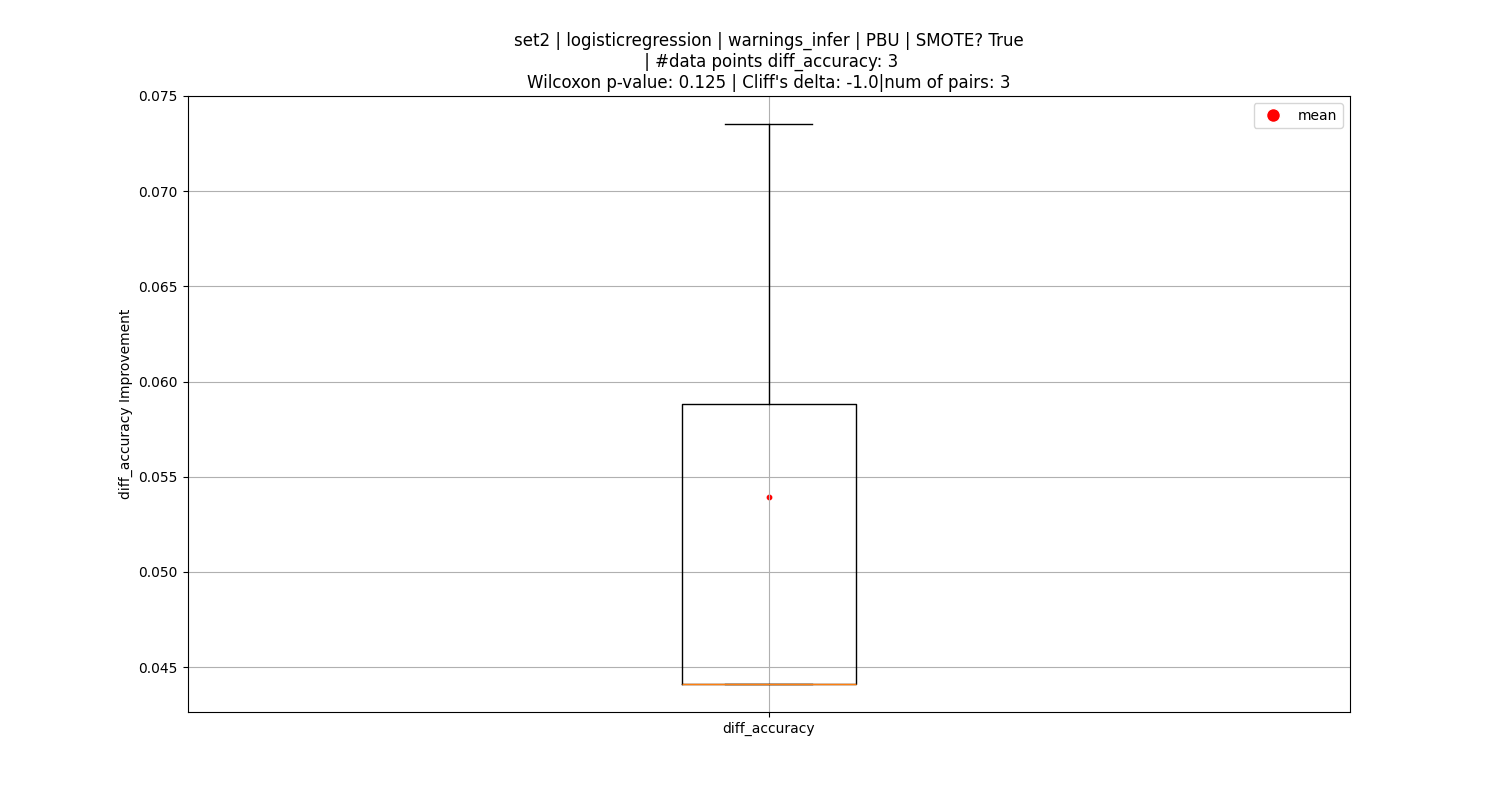 set2 | logisticregression | warnings_infer | PBU | SMOTE? True
| #data points diff_accuracy: 3
Wilcoxon p-value: 0.125 | Cliff's delta: -1.0|num of pairs: 3
mean
0.075
0.070
0.065
0.060
0.055
0.050
0.045
diff_accuracy Improvement
diff_accuracy